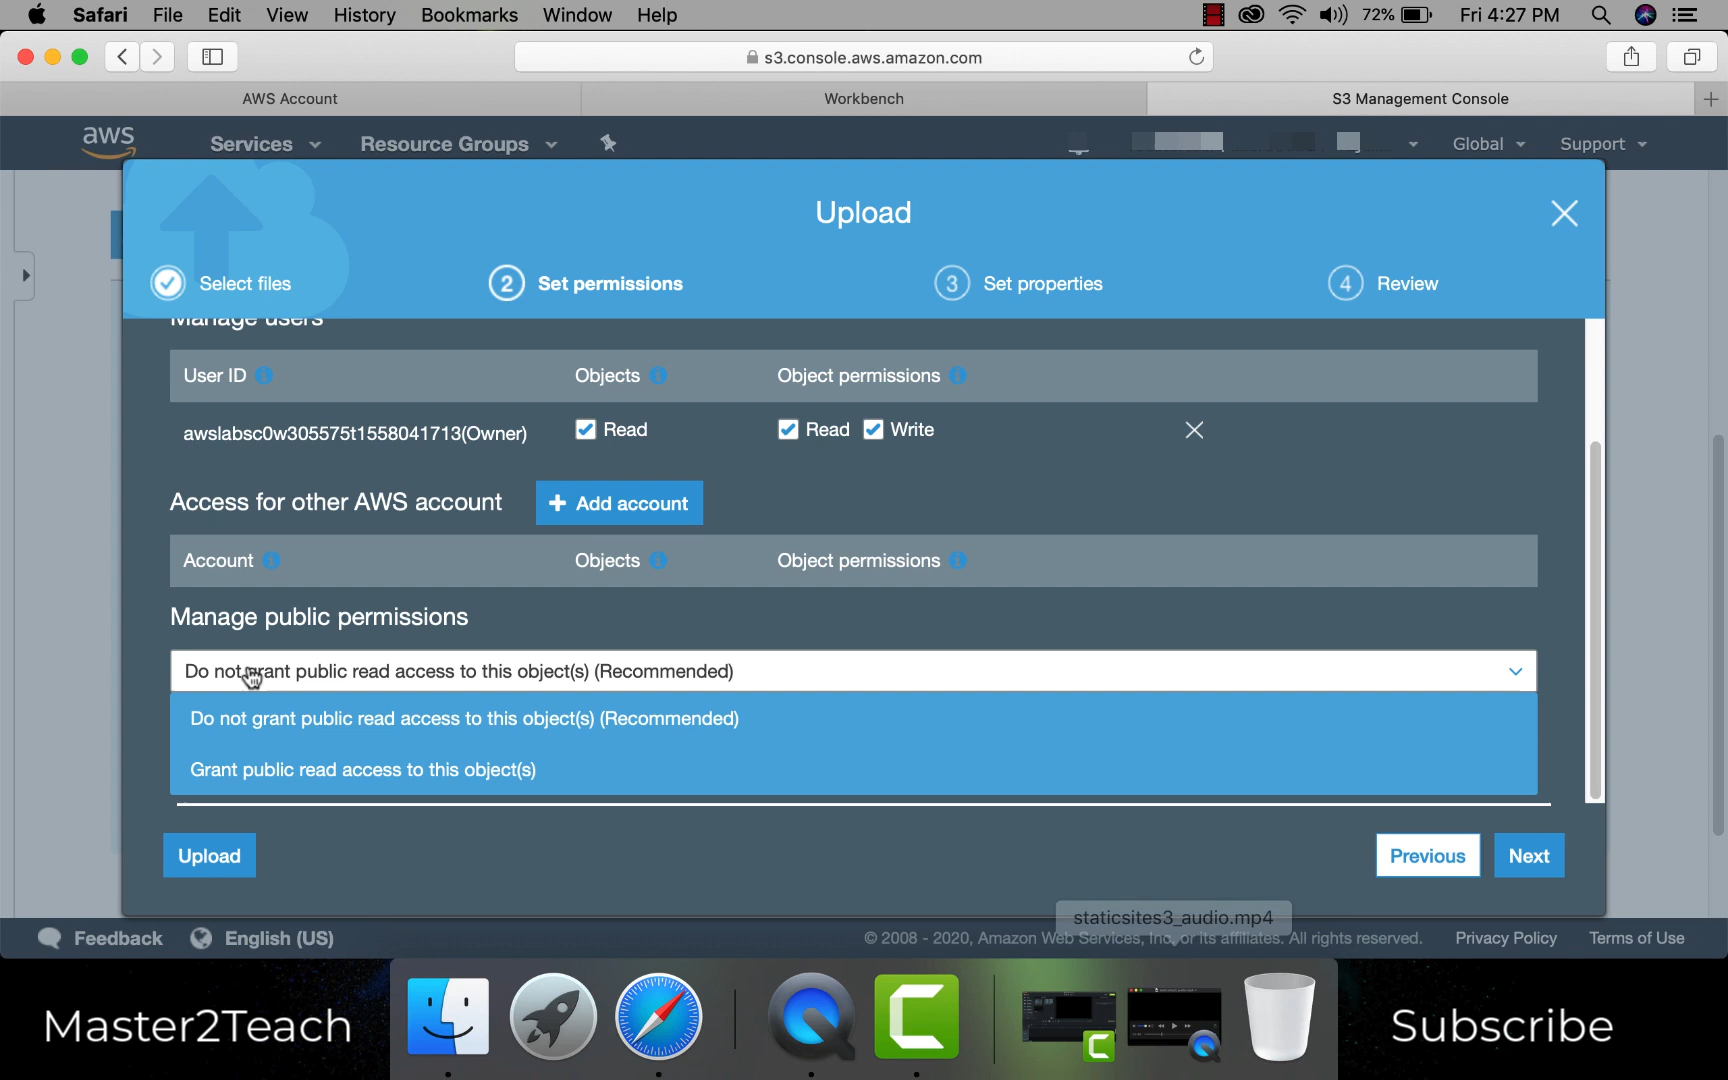 Safari File Edit View History Bookmarks Window Help 72% Fri 4:27 PM
s3.console.aws.amazon.com
AWS Account Workbench S3 Management Console
aws Services Resource Groups Global Support
Upload
Select files 2 Set permissions 3 Set properties 4 Review
Manage users
User ID Objects Object permissions
awslabsc0w305575t1558041713(Owner) Read Read Write
Access for other AWS account Add account
Account Objects Object permissions
Manage public permissions
Do not grant public read access to this object(s) (Recommended)
Do not grant public read access to this object(s) (Recommended)
Grant public read access to this object(s)
Upload Previous Next
staticsites3_audio.mp4
Feedback English (US) © 2008 - 2020, Amazon Web Services, Inc. or its affiliates. All rights reserved. Privacy Policy Terms of Use
Master2Teach Subscribe